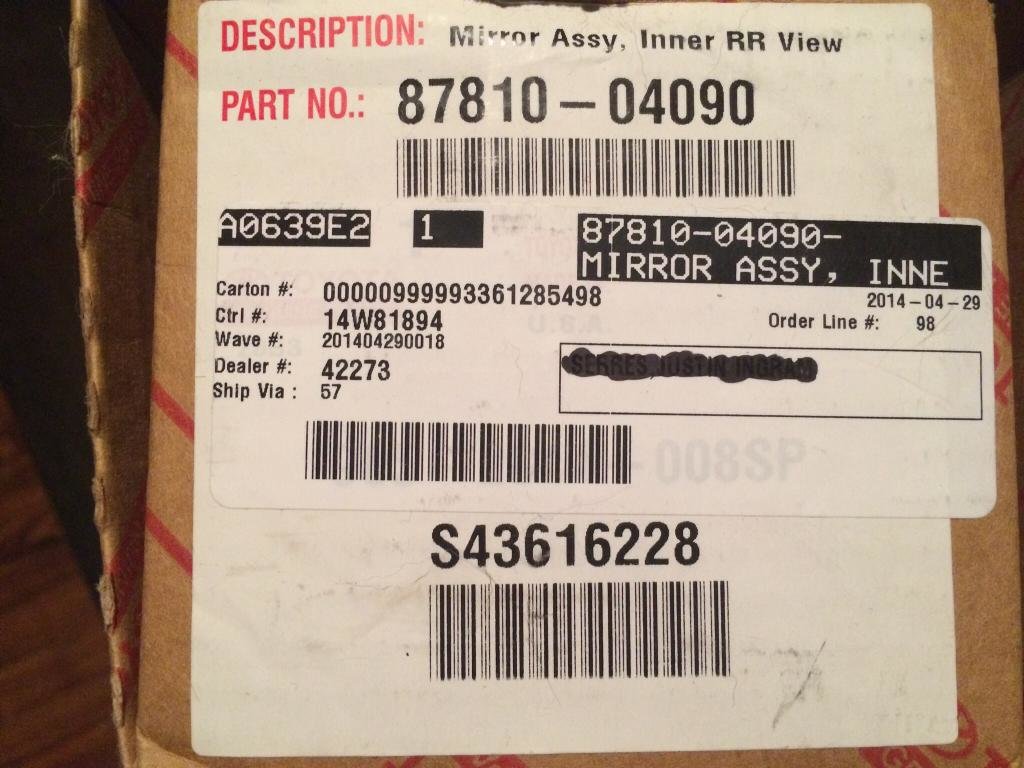 DESCRIPTION: Mirror Assy, Inner RR View
PART NO.: 87810-04090
A0639E2 1 87810-04090-
MIRROR ASSY, INNE
2014-04-29
Carton #: 00000999993361285498
Order Line #: 98
Ctrl #: 14W81894
Wave #: 201404290018
Dealer #: 42273
Ship Via : 57
-008SP
S43616228